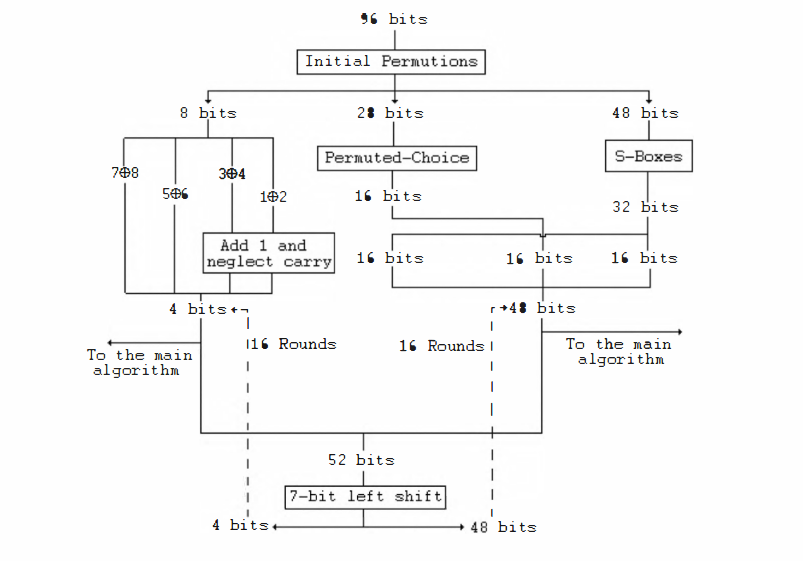 96 bits
Initial Permutions
8 bits
28 bits
48 bits
Permuted-Choice
S-Boxes
7⊕8
5⊕6
3⊕4
1⊕2
16 bits
32 bits
Add 1 and
neglect carry
16 bits
16 bits
16 bits
4 bits
48 bits
16 Rounds
16 Rounds
To the main
algorithm
To the main
algorithm
52 bits
7-bit left shift
4 bits
48 bits